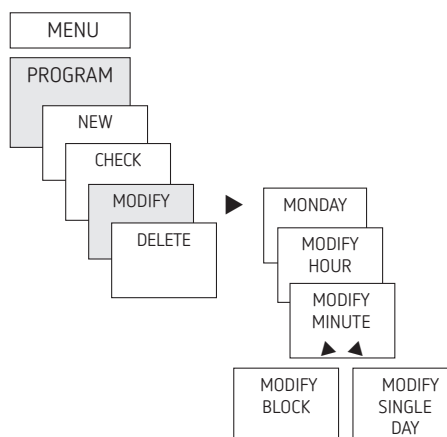 MENU
PROGRAM
NEW
CHECK
MODIFY
DELETE
MONDAY
MODIFY
HOUR
MODIFY
MINUTE
MODIFY
BLOCK
MODIFY
SINGLE
DAY